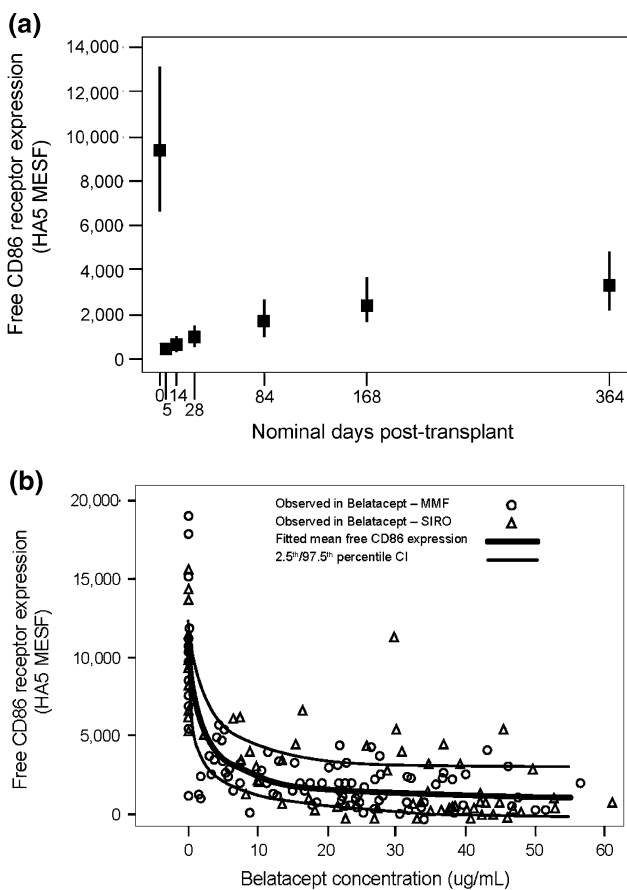 (a)
Free CD86 receptor expression
(HA5 MESF)
14,000
12,000
10,000
8,000
6,000
4,000
2,000
0
0 14 84 168 364
5 28
Nominal days post-transplant
(b)
Free CD86 receptor expression
(HA5 MESF)
20,000
15,000
10,000
5,000
0
Observed in Belatacept – MMF
Observed in Belatacept – SIRO
Fitted mean free CD86 expression
2.5th/97.5th percentile CI
0 10 20 30 40 50 60
Belatacept concentration (ug/mL)